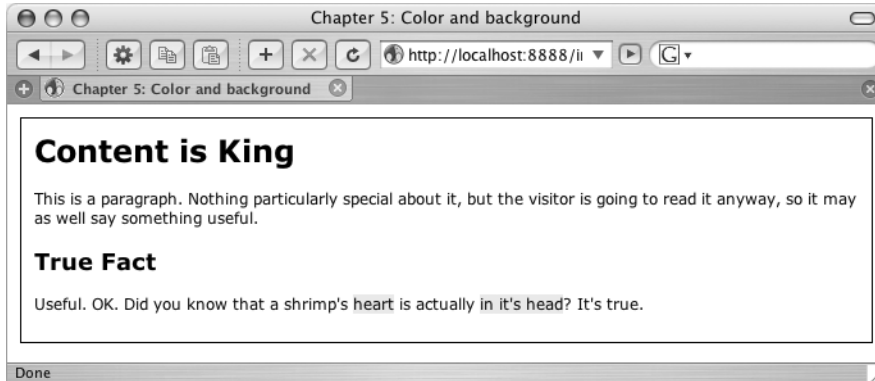 Chapter 5: Color and background
http://localhost:8888/i
G
Chapter 5: Color and background
Content is King
This is a paragraph. Nothing particularly special about it, but the visitor is going to read it anyway, so it may
as well say something useful.
True Fact
Useful. OK. Did you know that a shrimp's heart is actually in it's head? It's true.
Done